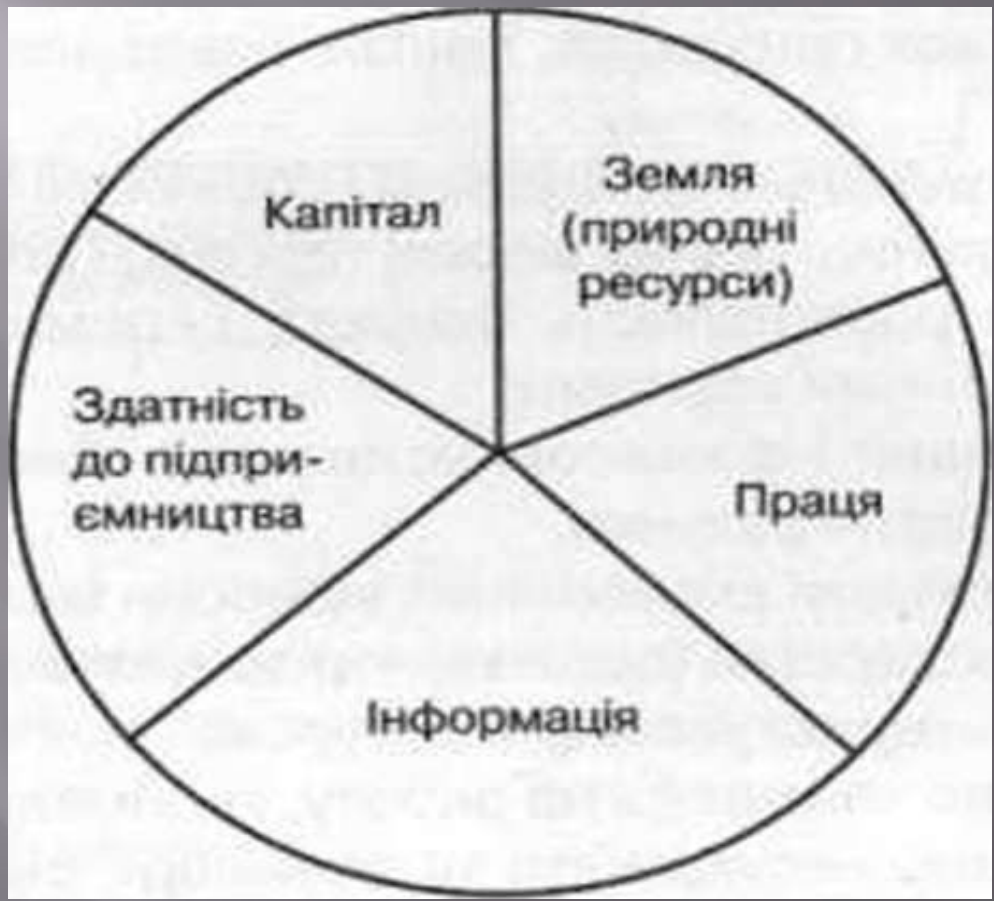 Капітал
Земля
(природні
ресурси)
Здатність
до підпри-
ємництва
Праця
Інформація